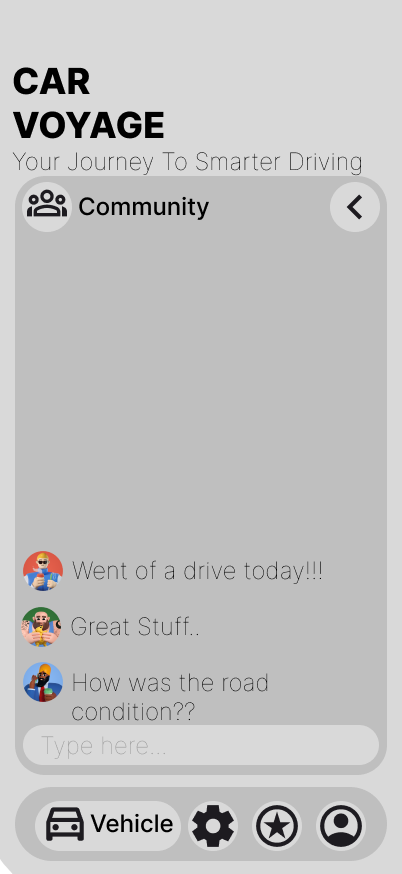 CAR
VOYAGE
Your Journey To Smarter Driving
Community
Went of a drive today!!!
Great Stuff..
How was the road
condition??
Type here...
Vehicle